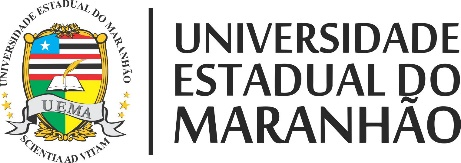 UNIVERSIDADE ESTADUAL DO MARANHÃO
UEMA
SCIENTIA AD VITAM
UNIVERSIDADE
ESTADUAL DO
MARANHÃO